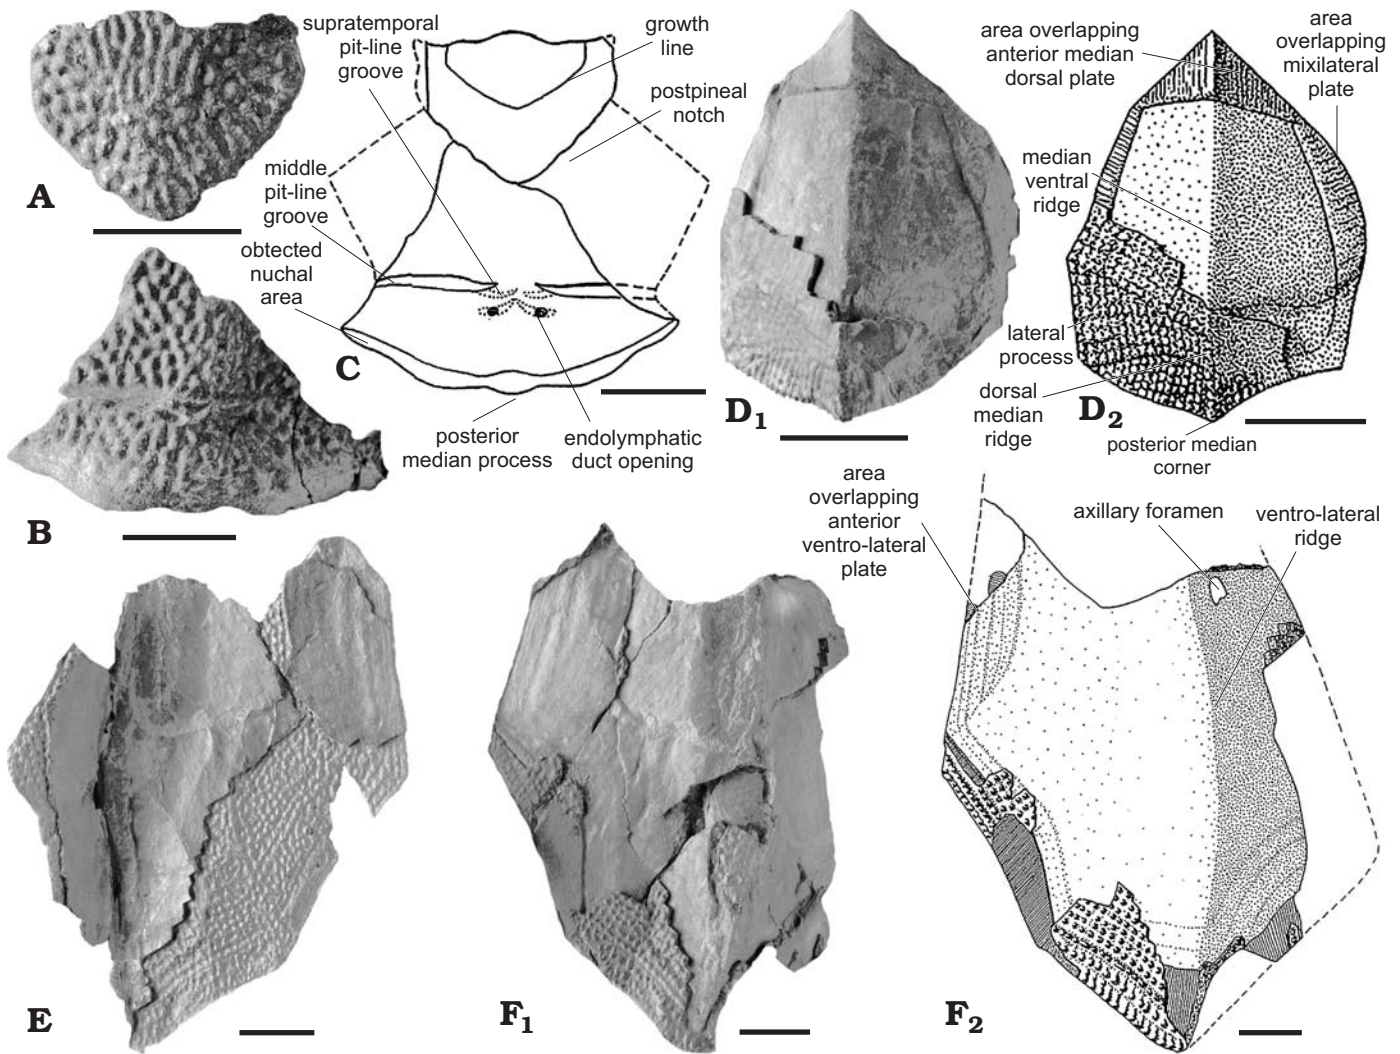 supratemporal
pit-line
groove
growth
line
area overlapping
anterior median
dorsal plate
area
overlapping
mixilateral
plate
postpineal
notch
A
middle
pit-line
groove
median
ventral
ridge
obtected
nuchal
area
C
lateral
process
B
D1
D2
dorsal
median
ridge
posterior
median process
endolymphatic
duct opening
posterior median
corner
area
overlapping
anterior
ventro-lateral
plate
axillary foramen
ventro-lateral
ridge
E
F1
F2